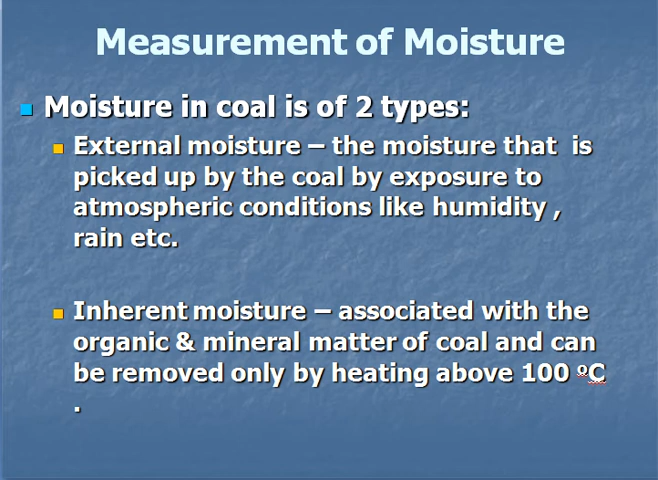 Measurement of Moisture
Moisture in coal is of 2 types:
External moisture – the moisture that  is
picked up by the coal by exposure to
atmospheric conditions like humidity ,
rain etc.
Inherent moisture – associated with the
organic & mineral matter of coal and can
be removed only by heating above 100 ºC
.